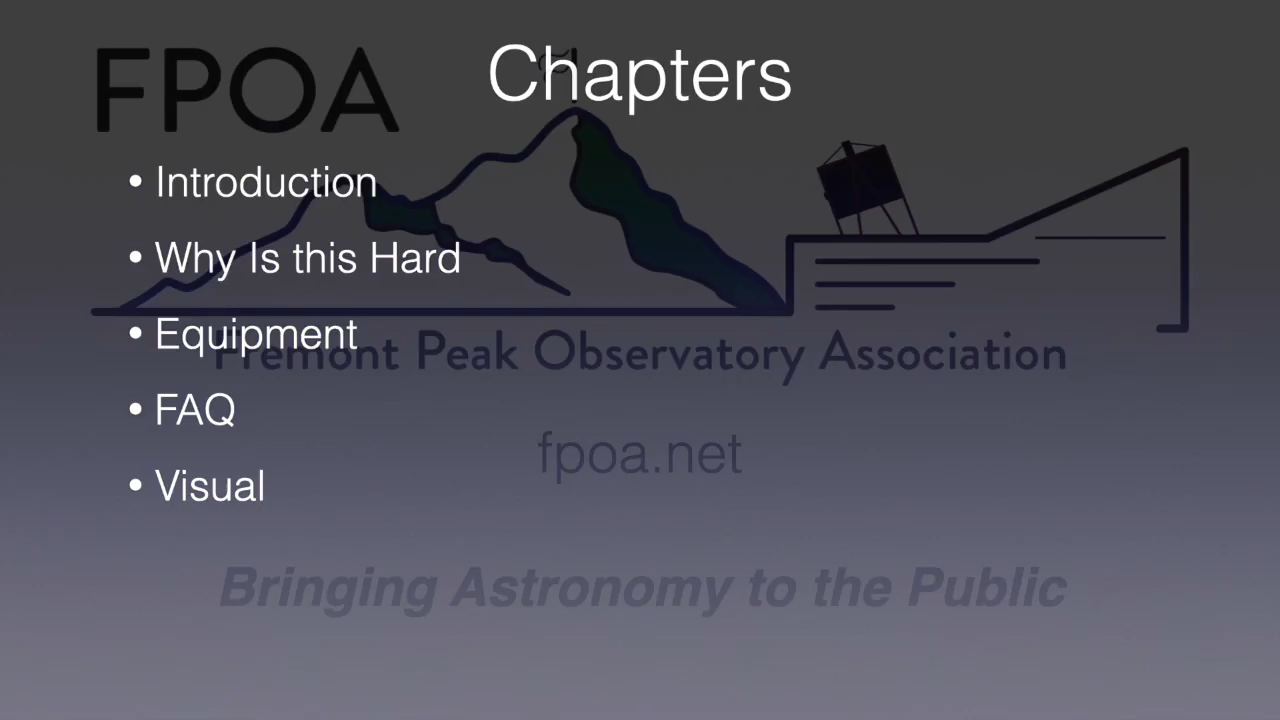 FPOA
Chapters
• Introduction
• Why Is this Hard
• Equipment
Fremont Peak Observatory Association
• FAQ
fpoa.net
• Visual
Bringing Astronomy to the Public